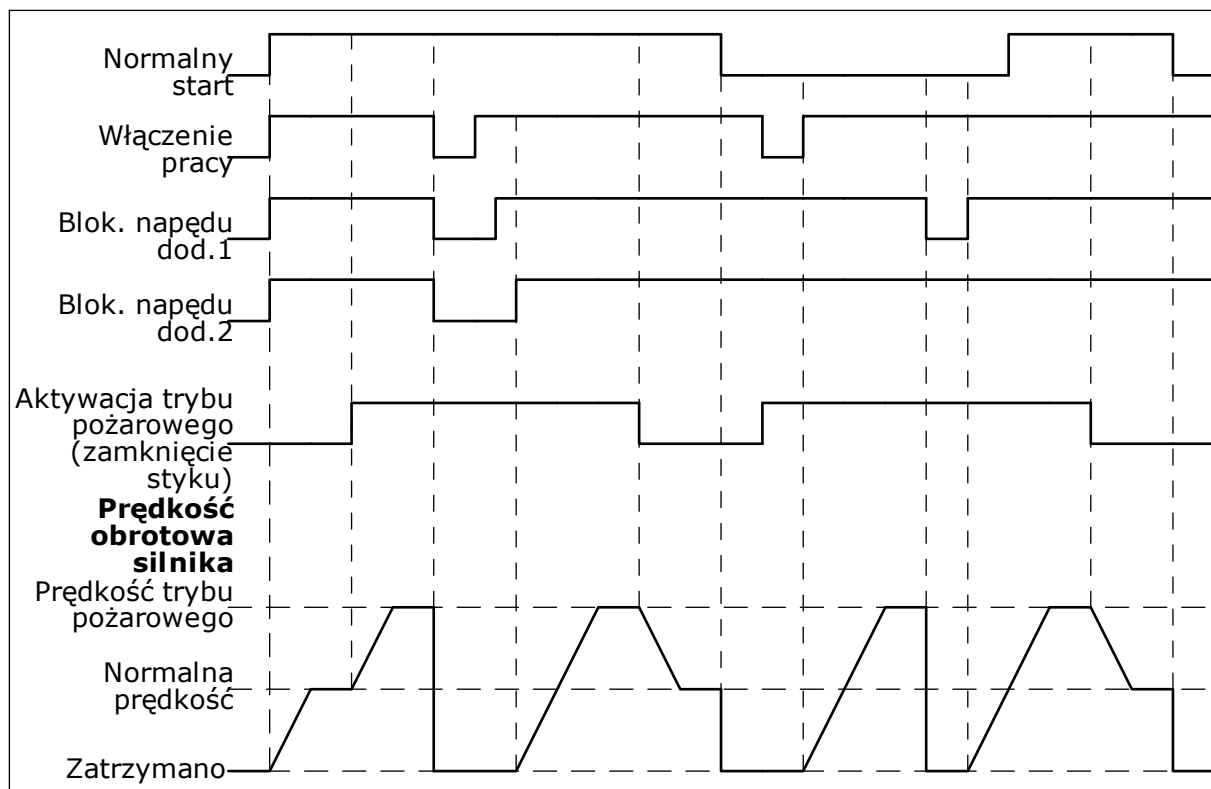 Normalny
start
Włączenie
pracy
Blok. napędu
dod.1
Blok. napędu
dod.2
Aktywacja trybu
pożarowego
(zamknięcie
styku)
Prędkość
obrotowa
silnika
Prędkość trybu
pożarowego
Normalna
prędkość
Zatrzymano